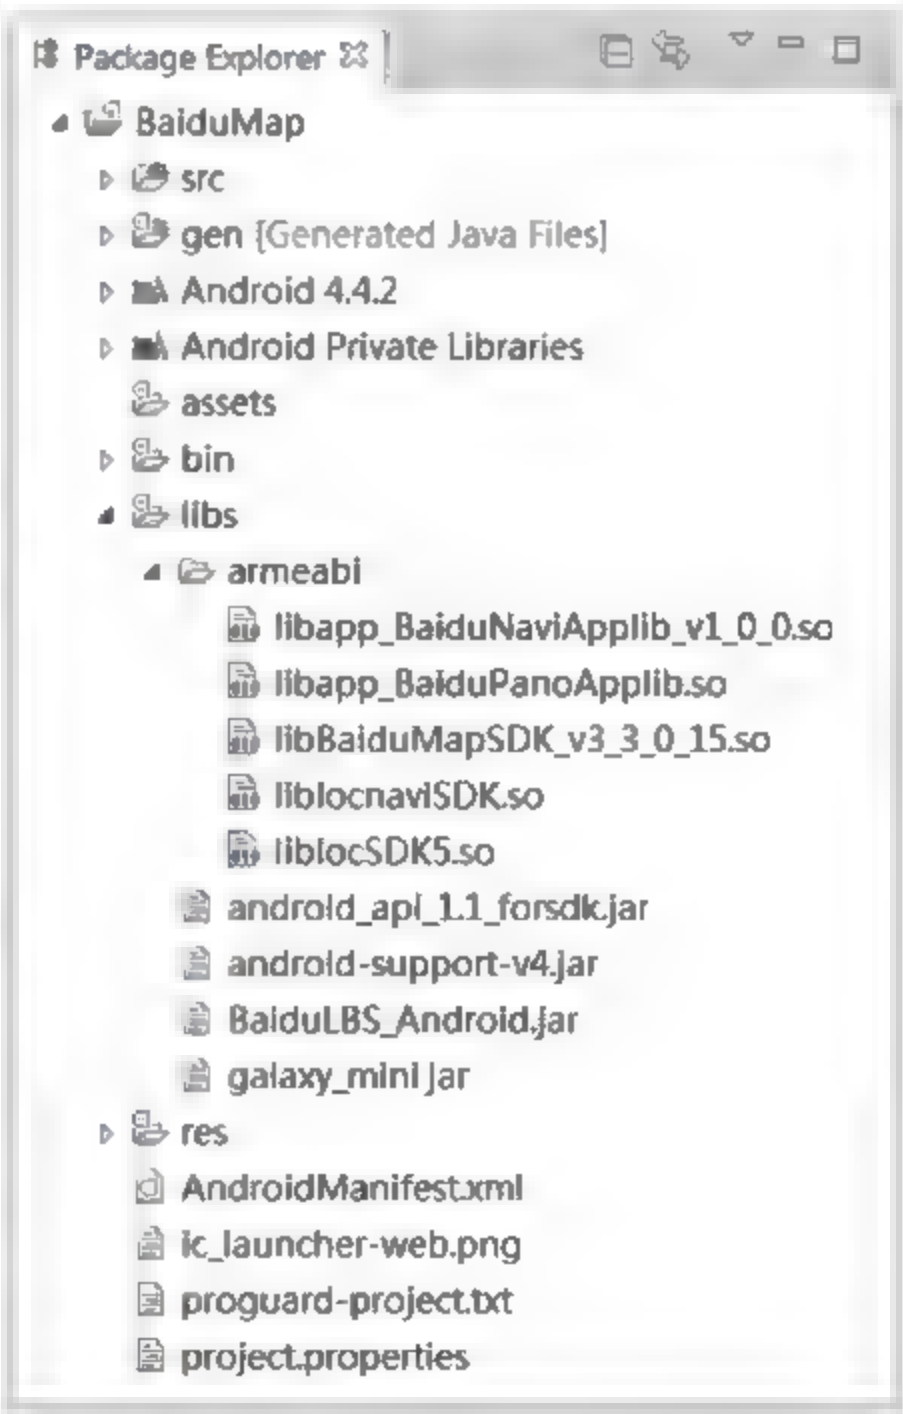 Package Explorer
BaiduMap
src
gen [Generated Java Files]
Android 4.4.2
Android Private Libraries
assets
bin
libs
armeabi
libapp_BaiduNaviApplib_v1_0_0.so
libapp_BaiduPanoApplib.so
libBaiduMapSDK_v3_3_0_15.so
liblocnaviSDK.so
liblocSDK5.so
android_api_1.1_forsdk.jar
android-support-v4.jar
BaiduLBS_Android.jar
galaxy_mini.jar
res
AndroidManifest.xml
ic_launcher-web.png
proguard-project.txt
project.properties